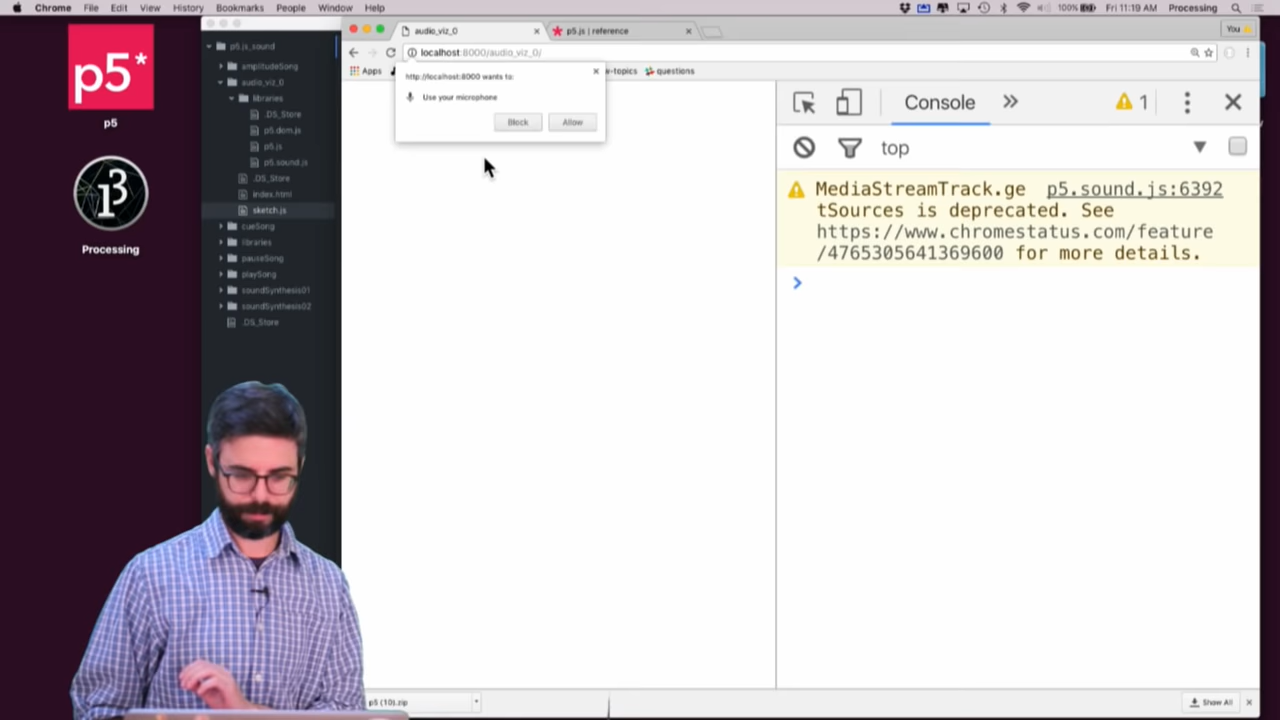 Chrome File Edit View History Bookmarks People Window Help 100% Fri 11:19 AM Processing
p5*
p5
Processing
p5.js_sound
amplitudeSong
audio_viz_0
libraries
.DS_Store
p5.dom.js
p5.js
p5.sound.js
.DS_Store
index.html
sketch.js
cueSong
libraries
pauseSong
playSong
soundSynthesis01
soundSynthesis02
.DS_Store
audio_viz_0
p5.js | reference
You
localhost:8000/audio_viz_0/
Apps
-topics
questions
http://localhost:8000 wants to:
Use your microphone
Block Allow
Console
1
top
MediaStreamTrack.ge p5.sound.js:6392
tSources is deprecated. See
https://www.chromestatus.com/feature
/4765305641369600 for more details.
p5 (10).zip
Show All